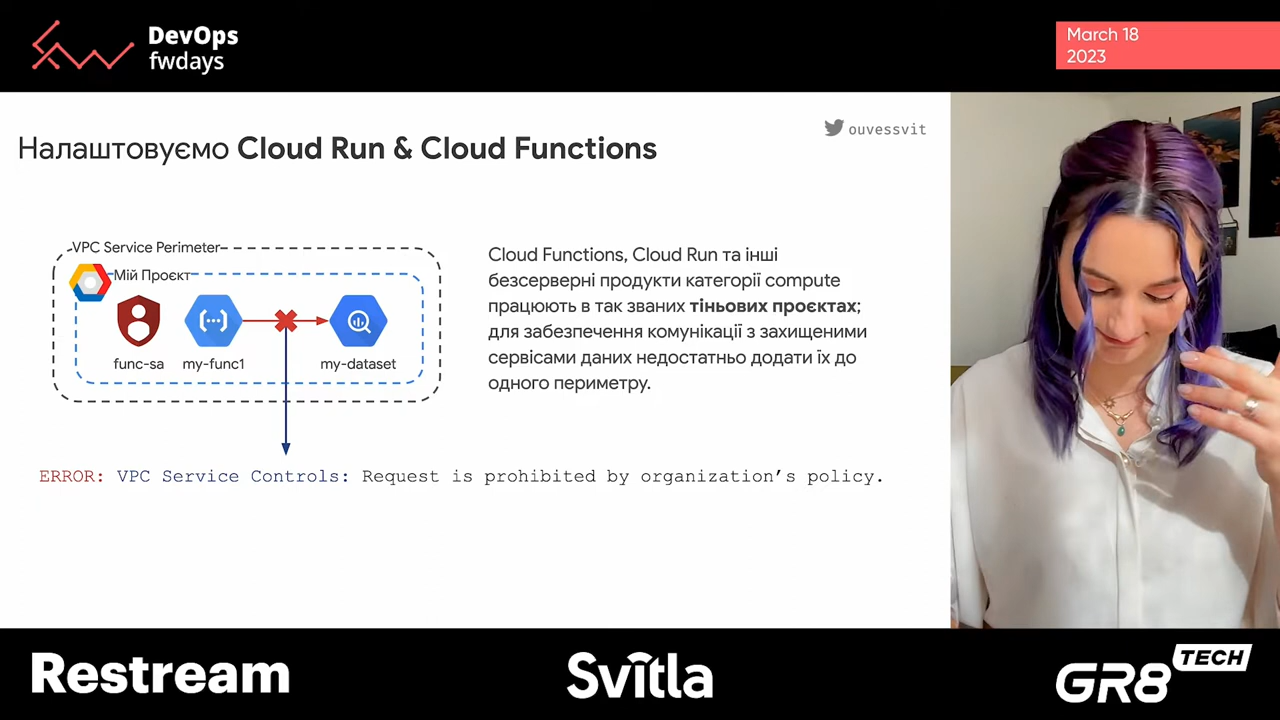 DevOps
fwdays
March 18
2023
Налаштовуємо Cloud Run & Cloud Functions
ouvessvit
VPC Service Perimeter
Мій Проєкт
func-sa
my-func1
my-dataset
Cloud Functions, Cloud Run та інші
безсерверні продукти категорії compute
працюють в так званих тіньових проєктах;
для забезпечення комунікації з захищеними
сервісами даних недостатньо додати їх до
одного периметру.
ERROR: VPC Service Controls: Request is prohibited by organization’s policy.
Restream
Svitla
GR8 TECH